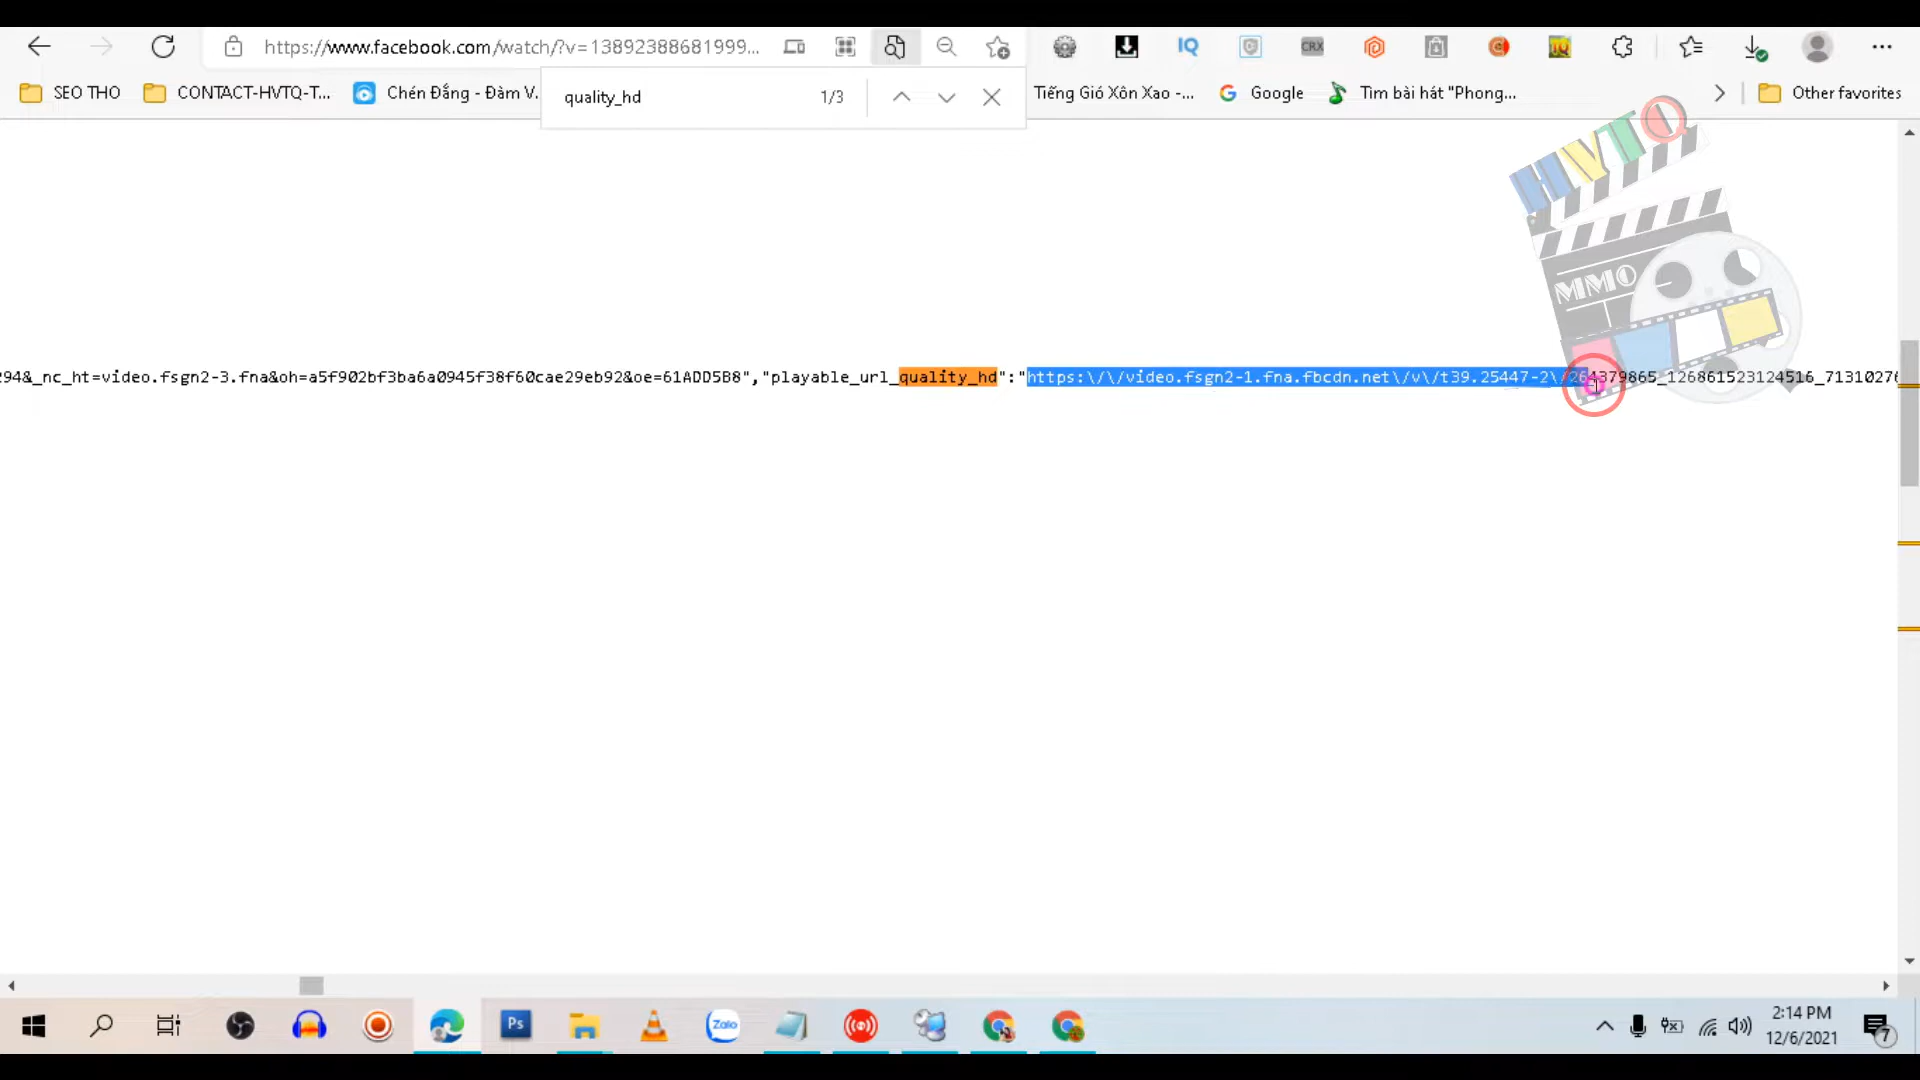 https://www.facebook.com/watch/?v=13892388681999...
IQ
CRX
SEO THO
CONTACT-HVTQ-T...
Chén Đắng - Đàm V.
quality_hd
1/3
Tiếng Gió Xôn Xao -...
Google
Tìm bài hát "Phong...
Other favorites
HVTQ
MMO
294&_nc_ht=video.fsgn2-3.fna&oh=a5f902bf3ba6a0945f38f60cae29eb92&oe=61ADD5B8","playable_url_quality_hd":"https:\/\/video.fsgn2-1.fna.fbcdn.net\/v\/t39.25447-2\/264379865_126861523124516_7131027
Ps
Zalo
2:14 PM
12/6/2021
7